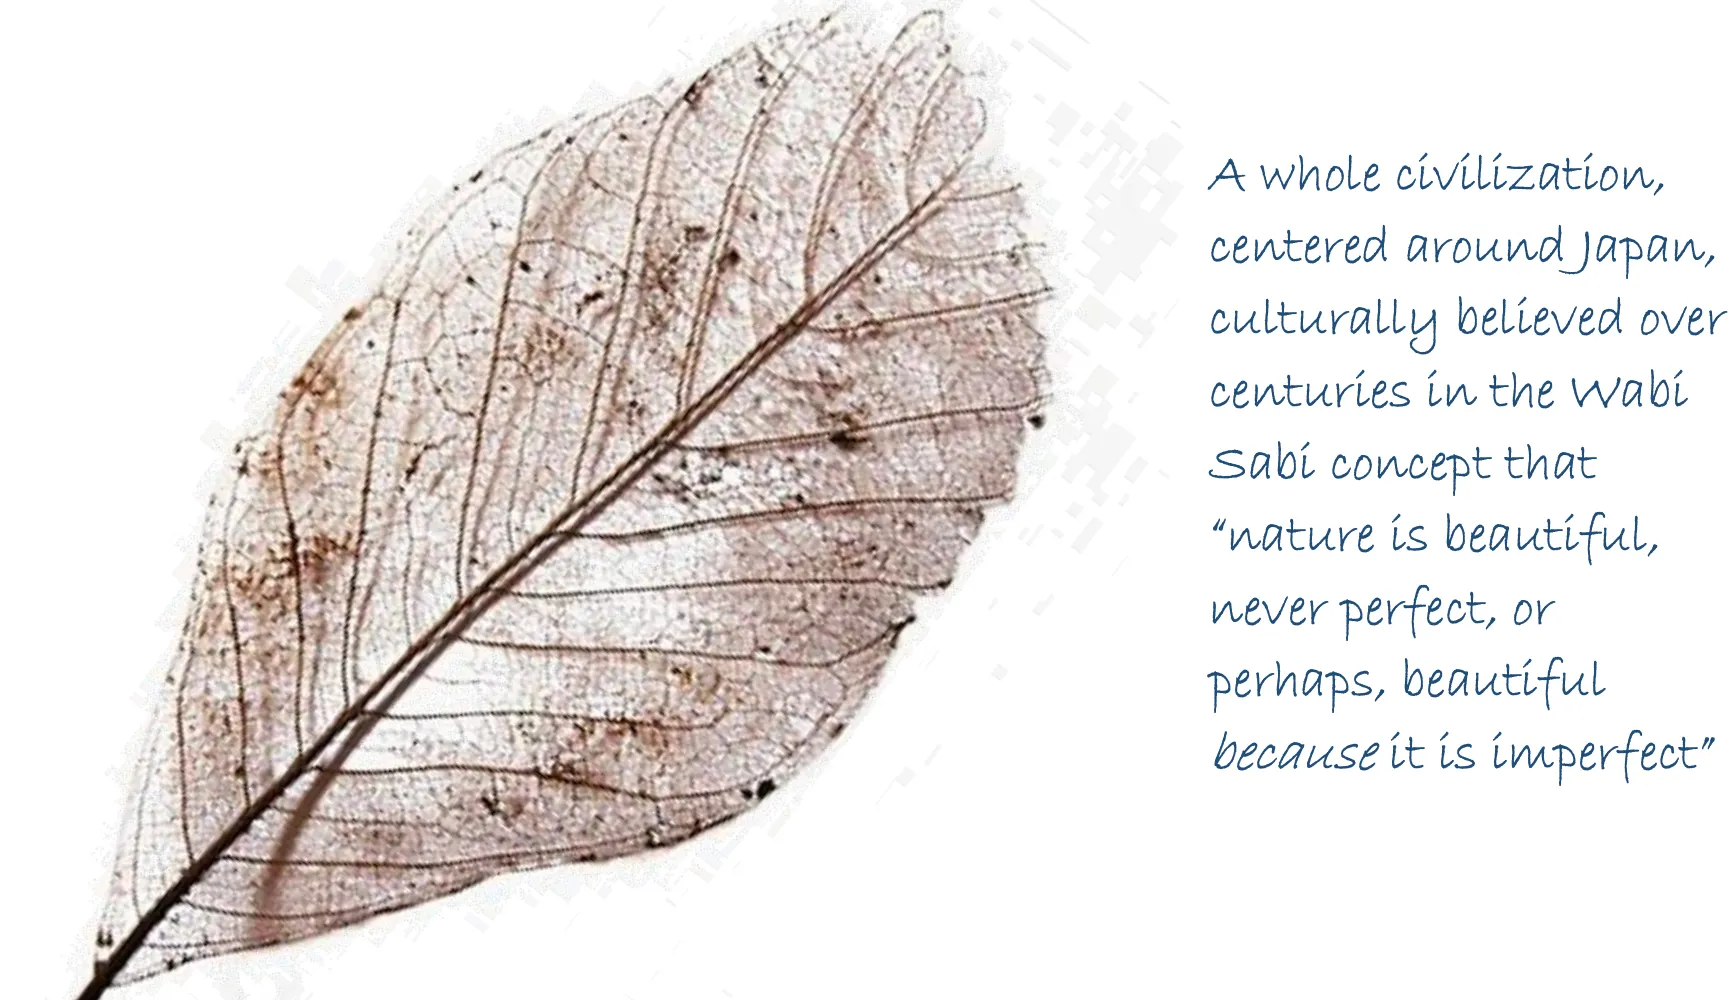 A whole civilization,
centered around Japan,
culturally believed over
centuries in the Wabi
Sabi concept that
“nature is beautiful,
never perfect, or
perhaps, beautiful
because it is imperfect”